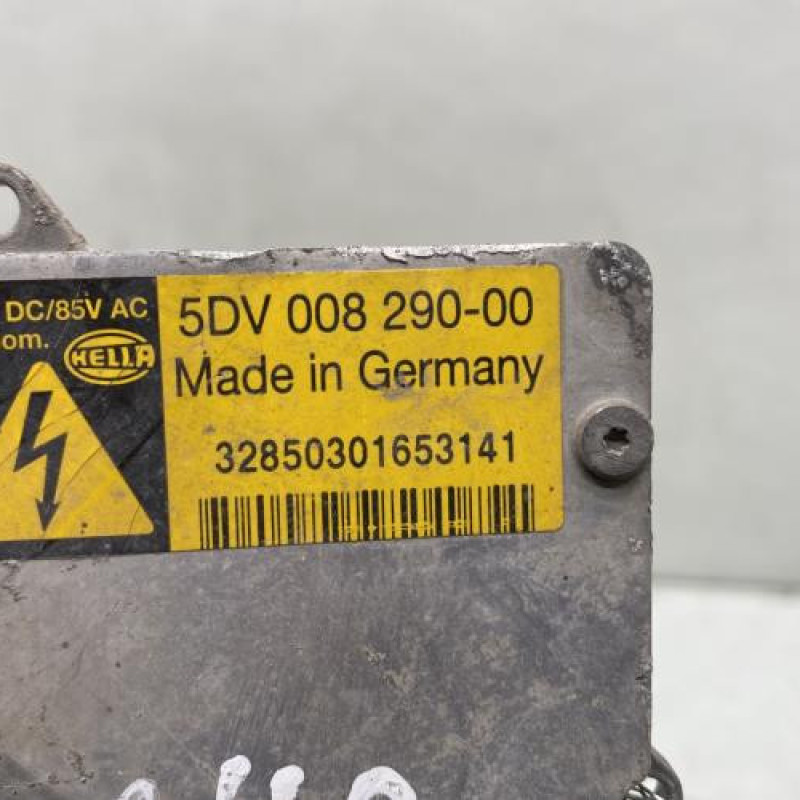 DC/85V AC
om.
HELLA
5DV 008 290-00
Made in Germany
32850301653141